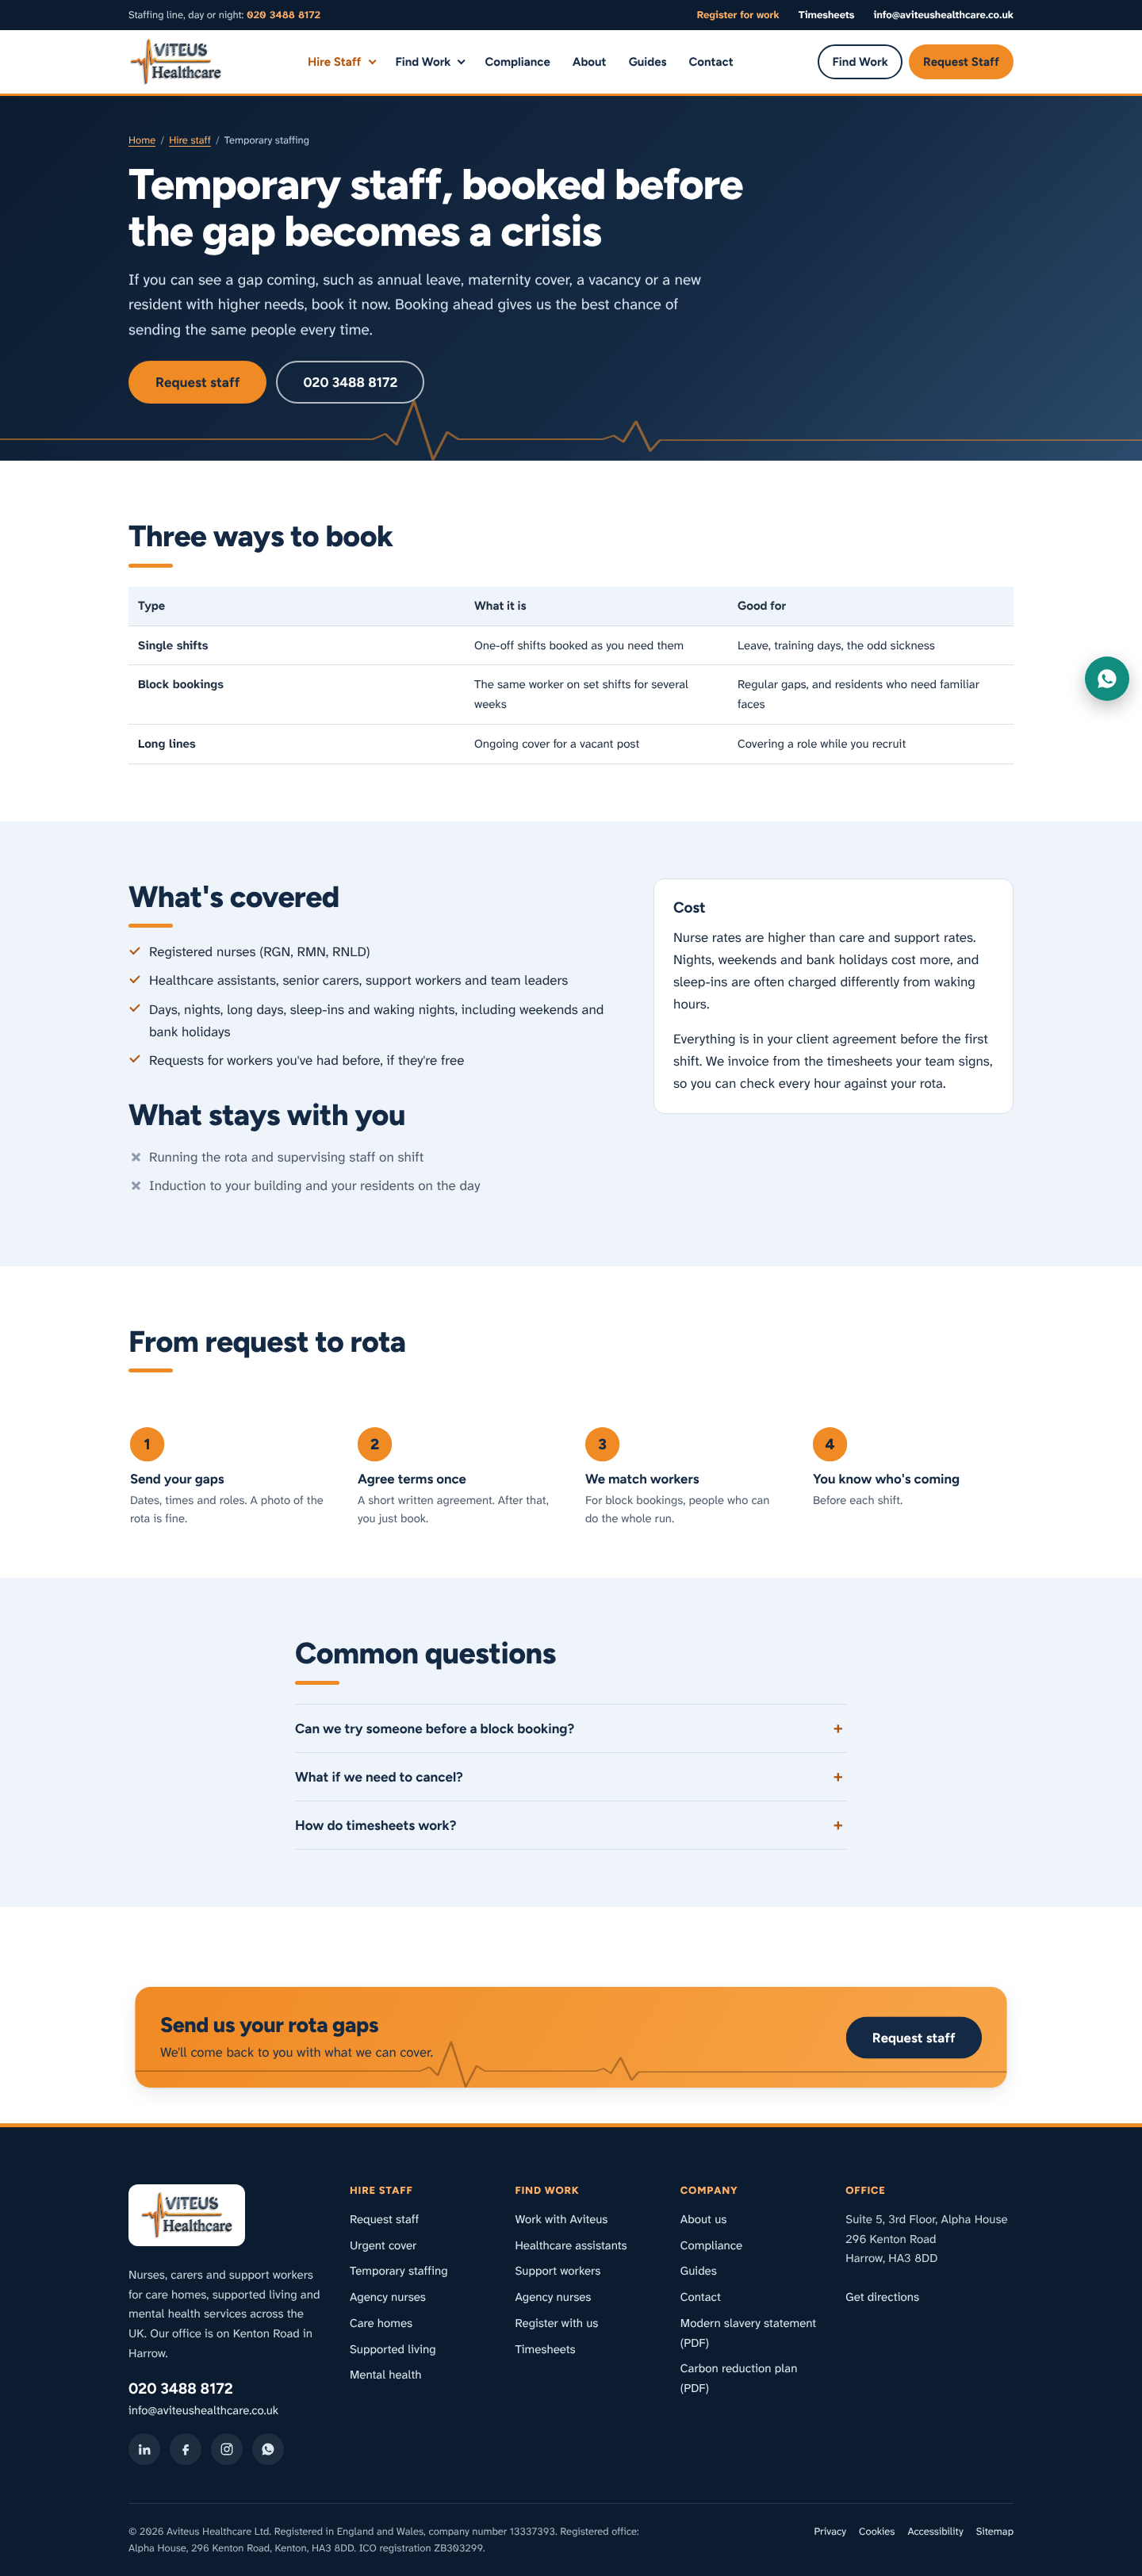 Staffing line, day or night: 020 3488 8172
Register for work
Timesheets
info@aviteushealthcare.co.uk
VITEUS
Healthcare
Hire Staff
Find Work
Compliance
About
Guides
Contact
Find Work
Request Staff
Home / Hire staff / Temporary staffing
Temporary staff, booked before
the gap becomes a crisis
If you can see a gap coming, such as annual leave, maternity cover, a vacancy or a new
resident with higher needs, book it now. Booking ahead gives us the best chance of
sending the same people every time.
Request staff
020 3488 8172
Three ways to book
Type
What it is
Good for
Single shifts
One-off shifts booked as you need them
Leave, training days, the odd sickness
Block bookings
The same worker on set shifts for several
weeks
Regular gaps, and residents who need familiar
faces
Long lines
Ongoing cover for a vacant post
Covering a role while you recruit
What's covered
Registered nurses (RGN, RMN, RNLD)
Healthcare assistants, senior carers, support workers and team leaders
Days, nights, long days, sleep-ins and waking nights, including weekends and
bank holidays
Requests for workers you've had before, if they're free
What stays with you
Running the rota and supervising staff on shift
Induction to your building and your residents on the day
Cost
Nurse rates are higher than care and support rates.
Nights, weekends and bank holidays cost more, and
sleep-ins are often charged differently from waking
hours.
Everything is in your client agreement before the first
shift. We invoice from the timesheets your team signs,
so you can check every hour against your rota.
From request to rota
1
Send your gaps
Dates, times and roles. A photo of the
rota is fine.
2
Agree terms once
A short written agreement. After that,
you just book.
3
We match workers
For block bookings, people who can
do the whole run.
4
You know who's coming
Before each shift.
Common questions
Can we try someone before a block booking? +
What if we need to cancel? +
How do timesheets work? +
Send us your rota gaps
We'll come back to you with what we can cover.
Request staff
VITEUS
Healthcare
Nurses, carers and support workers
for care homes, supported living and
mental health services across the
UK. Our office is on Kenton Road in
Harrow.
020 3488 8172
info@aviteushealthcare.co.uk
HIRE STAFF
Request staff
Urgent cover
Temporary staffing
Agency nurses
Care homes
Supported living
Mental health
FIND WORK
Work with Aviteus
Healthcare assistants
Support workers
Agency nurses
Register with us
Timesheets
COMPANY
About us
Compliance
Guides
Contact
Modern slavery statement
(PDF)
Carbon reduction plan
(PDF)
OFFICE
Suite 5, 3rd Floor, Alpha House
296 Kenton Road
Harrow, HA3 8DD
Get directions
© 2026 Aviteus Healthcare Ltd. Registered in England and Wales, company number 13337393. Registered office:
Alpha House, 296 Kenton Road, Kenton, HA3 8DD. ICO registration ZB303299.
Privacy
Cookies
Accessibility
Sitemap